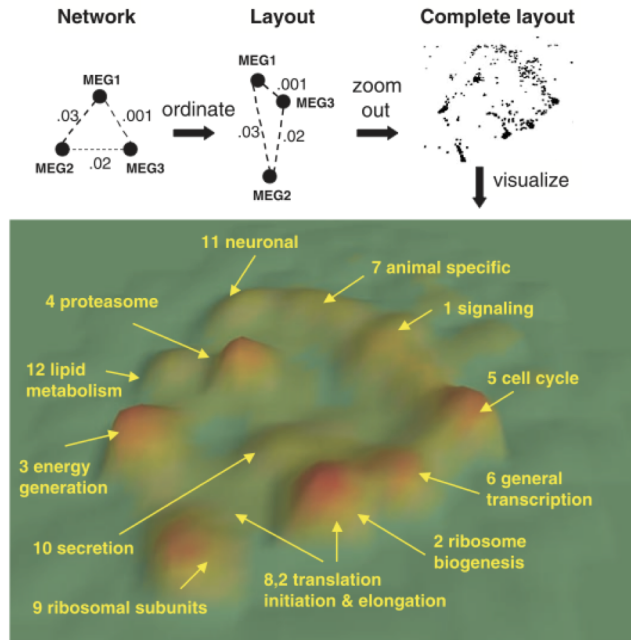 Network
Layout
Complete layout
MEG1
.03
.001
MEG2
.02
MEG3
ordinate
MEG1
.001
MEG3
.03
.02
MEG2
zoom
out
visualize
11 neuronal
7 animal specific
4 proteasome
1 signaling
12 lipid
metabolism
5 cell cycle
3 energy
generation
6 general
transcription
10 secretion
2 ribosome
biogenesis
8,2 translation
initiation & elongation
9 ribosomal subunits